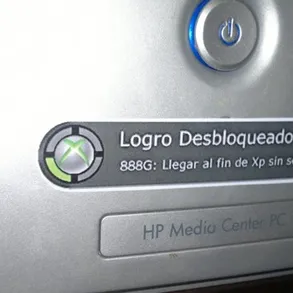 Logro Desbloqueado
888G: Llegar al fin de Xp sin
HP Media Center PC